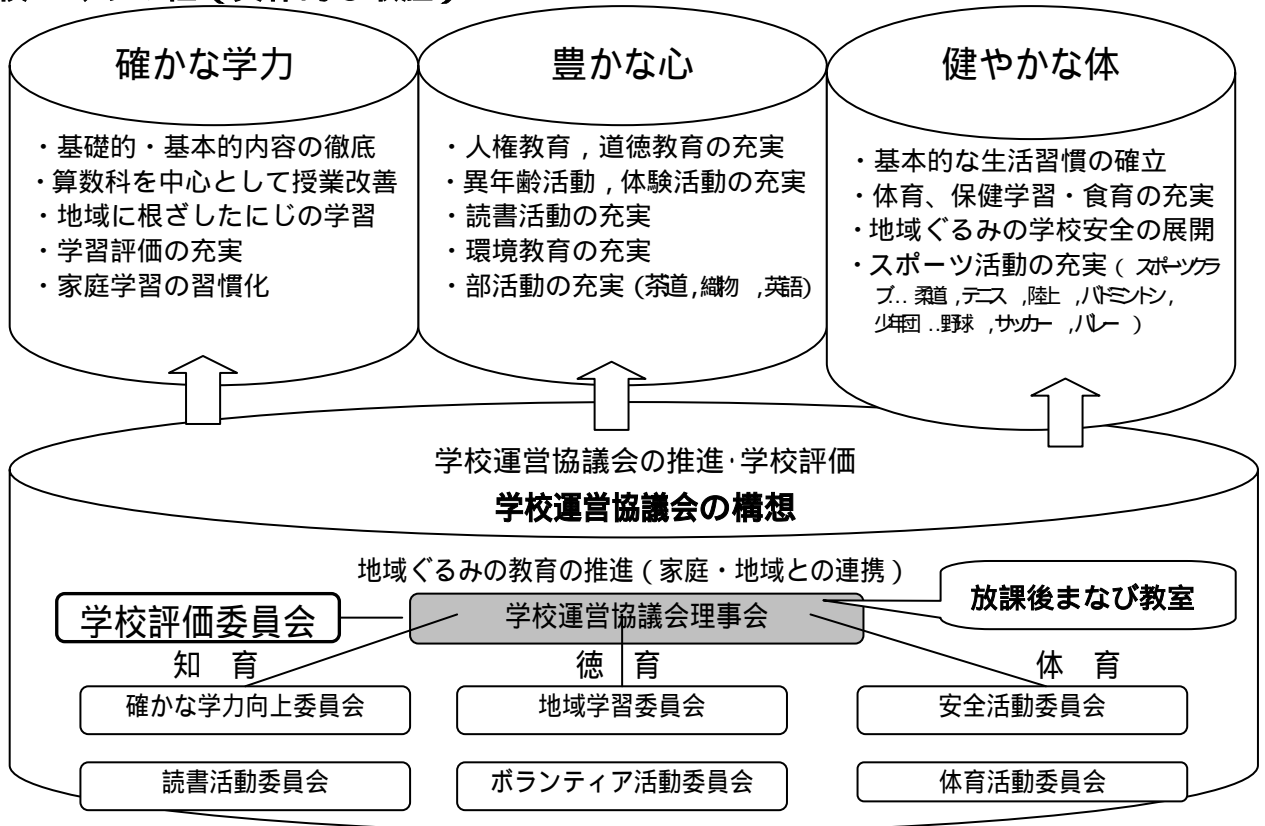 確かな学力
・基礎的・基本的内容の徹底
・算数科を中心として授業改善
・地域に根ざしたにじの学習
・学習評価の充実
・家庭学習の習慣化
豊かな心
・人権教育，道徳教育の充実
・異年齢活動，体験活動の充実
・読書活動の充実
・環境教育の充実
・部活動の充実（茶道，織物，英語）
健やかな体
・基本的な生活習慣の確立
・体育、保健学習・食育の充実
・地域ぐるみの学校安全の展開
・スポーツ活動の充実（スポーツクラ
ブ…柔道，テニス，陸上，バドミントン，
少年団…野球，サッカー，バレー）
学校運営協議会の推進・学校評価
学校運営協議会の構想
地域ぐるみの教育の推進（家庭・地域との連携）
学校評価委員会
学校運営協議会理事会
放課後まなび教室
知　育
徳　育
体　育
確かな学力向上委員会
地域学習委員会
安全活動委員会
読書活動委員会
ボランティア活動委員会
体育活動委員会